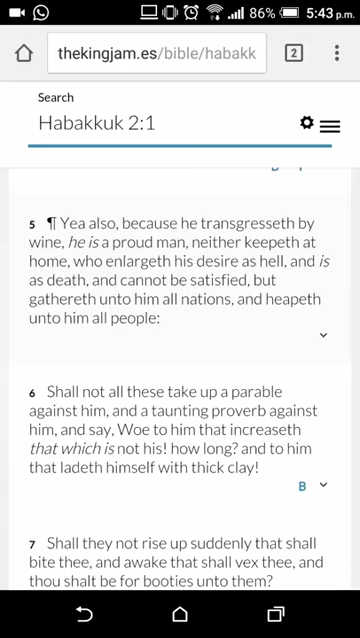 86% 5:43 p.m.
thekingjam.es/bible/habakk 2
Search
Habakkuk 2:1
5 ¶ Yea also, because he transgresseth by
wine, he is a proud man, neither keepeth at
home, who enlargeth his desire as hell, and is
as death, and cannot be satisfied, but
gathereth unto him all nations, and heapeth
unto him all people:
6 Shall not all these take up a parable
against him, and a taunting proverb against
him, and say, Woe to him that increaseth
that which is not his! how long? and to him
that ladeth himself with thick clay!
B
7 Shall they not rise up suddenly that shall
bite thee, and awake that shall vex thee, and
thou shalt be for booties unto them?